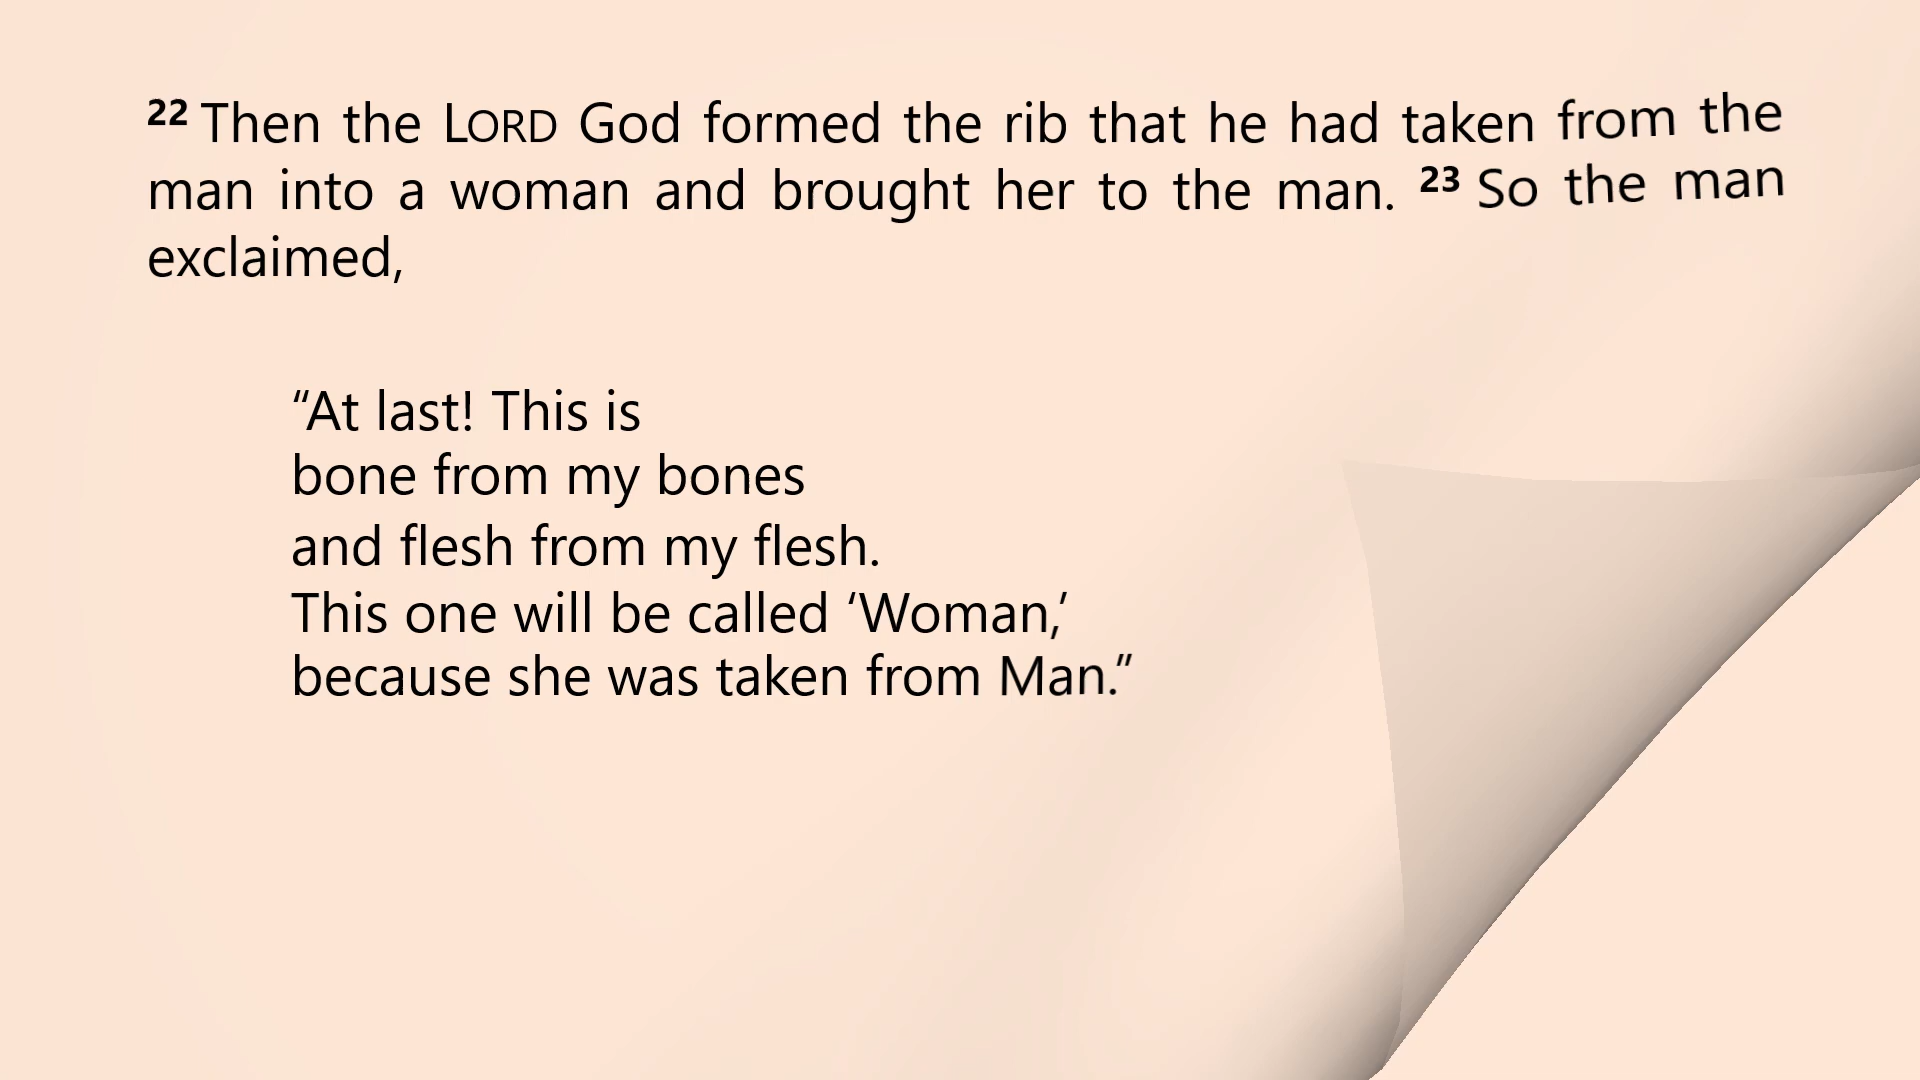 22 Then the LORD God formed the rib that he had taken from the
man into a woman and brought her to the man. 23 So the man
exclaimed,
“At last! This is
bone from my bones
and flesh from my flesh.
This one will be called ‘Woman,’
because she was taken from Man.”